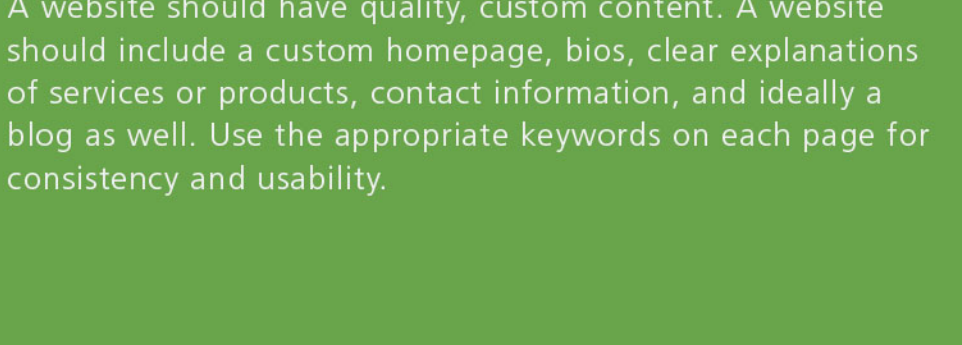 A website should have quality, custom content. A website
should include a custom homepage, bios, clear explanations
of services or products, contact information, and ideally a
blog as well. Use the appropriate keywords on each page for
consistency and usability.